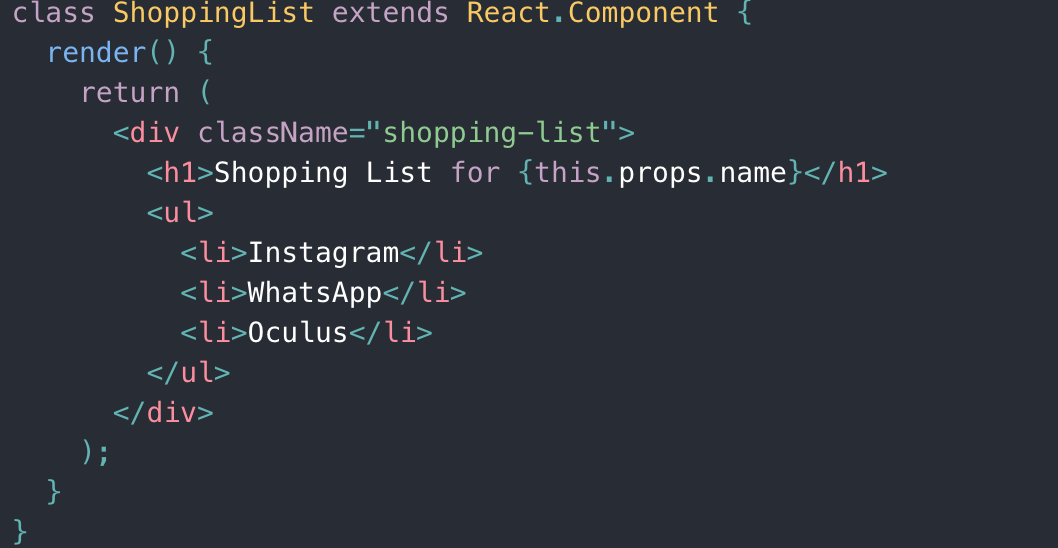 class ShoppingList extends React.Component {
  render() {
    return (
      <div className="shopping-list">
        <h1>Shopping List for {this.props.name}</h1>
        <ul>
          <li>Instagram</li>
          <li>WhatsApp</li>
          <li>Oculus</li>
        </ul>
      </div>
    );
  }
}